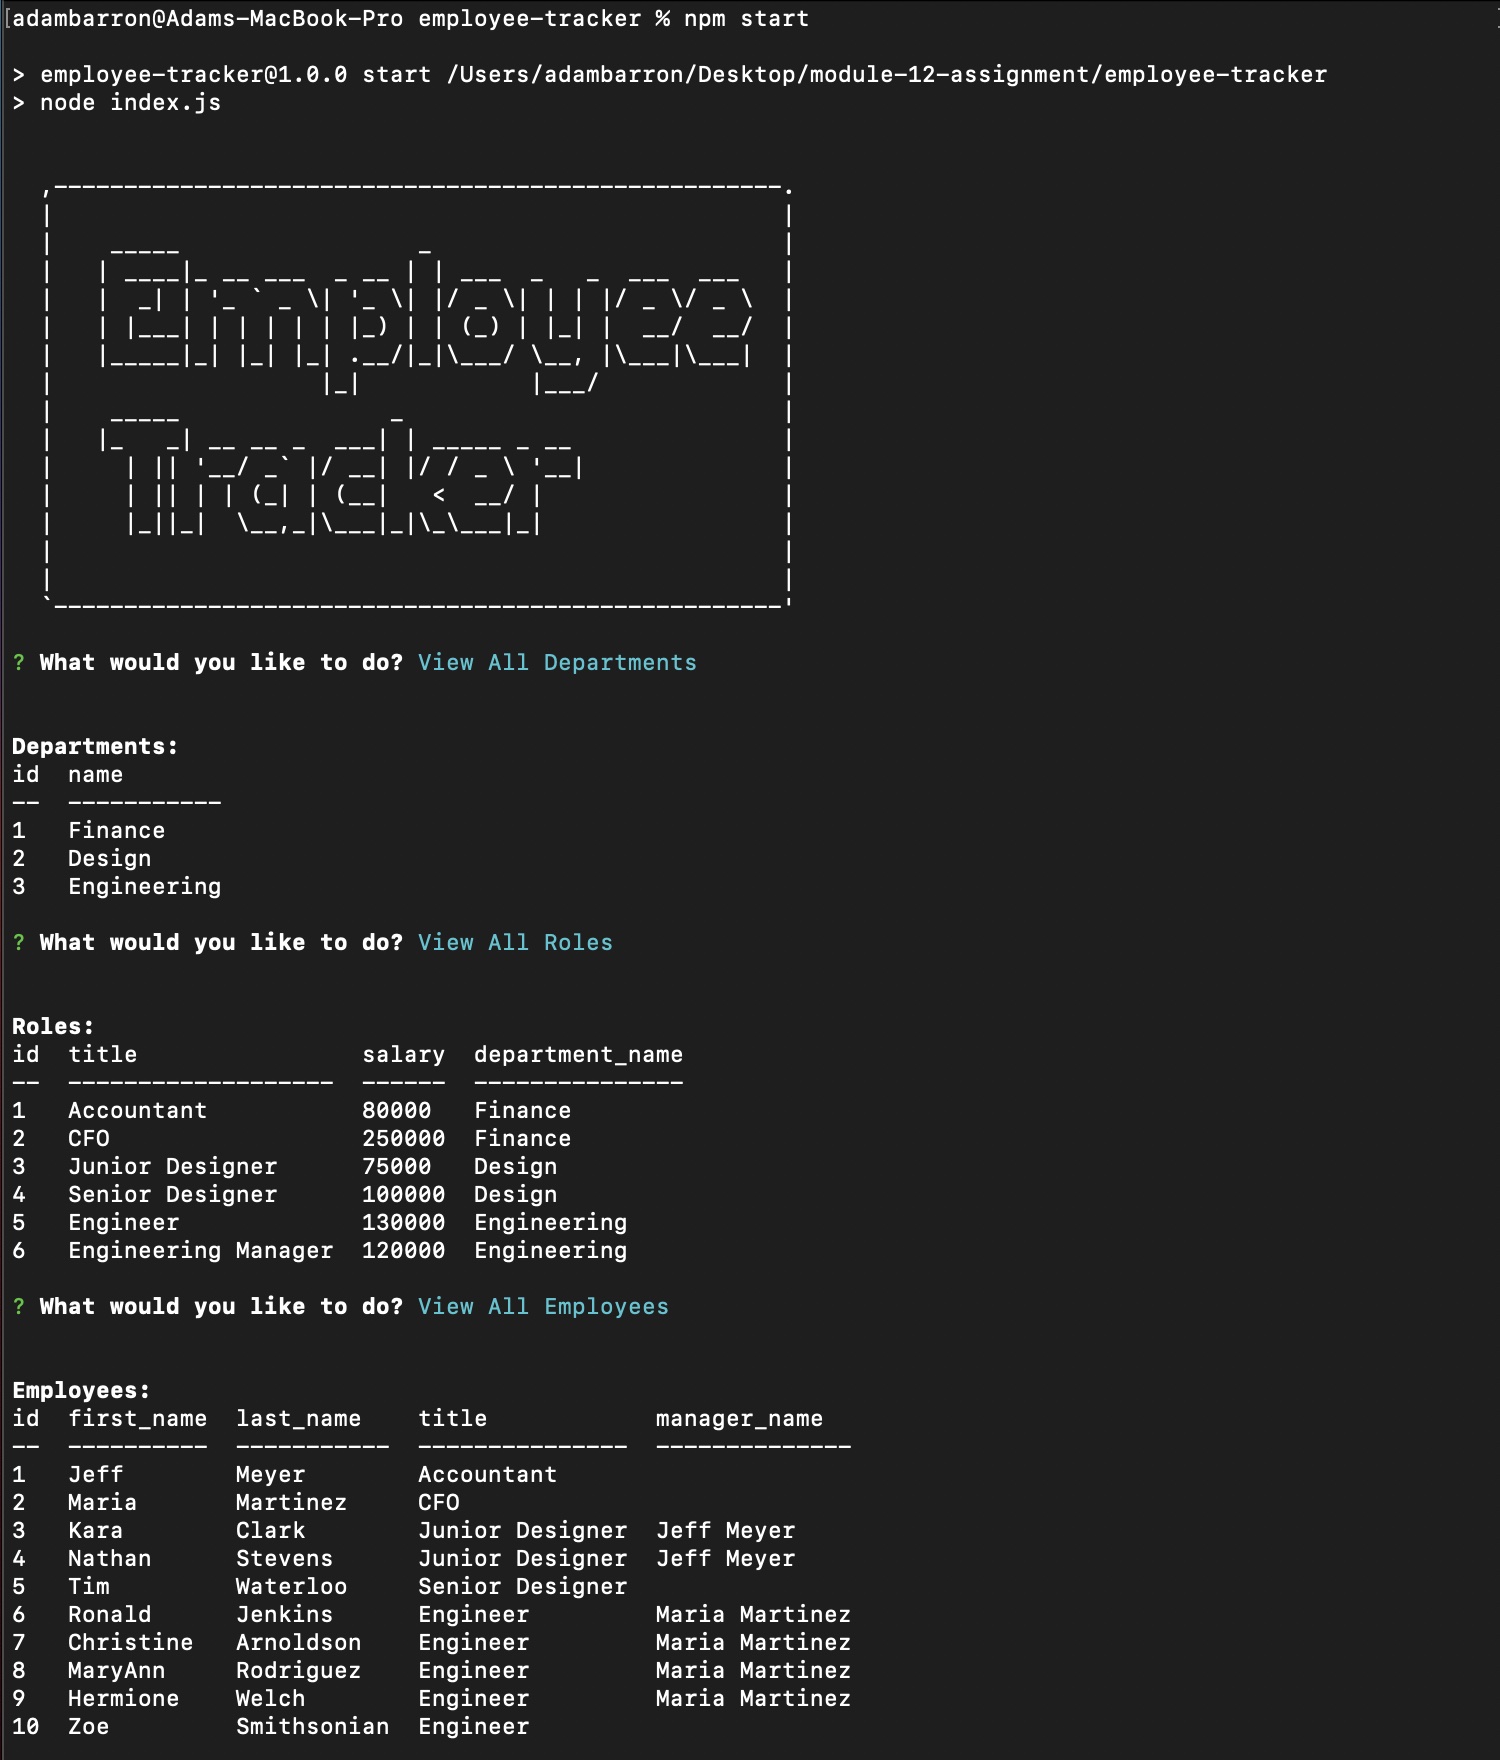 [adambarron@Adams-MacBook-Pro employee-tracker % npm start ]
> employee-tracker@1.0.0 start /Users/adambarron/Desktop/module-12-assignment/employee-tracker
> node index.js
Employee
Tracker
? What would you like to do? View All Departments
Departments:
id  name
--  -----------
1   Finance
2   Design
3   Engineering
? What would you like to do? View All Roles
Roles:
id  title                salary  department_name
--  -------------------  ------  ---------------
1   Accountant           80000   Finance
2   CFO                  250000  Finance
3   Junior Designer      75000   Design
4   Senior Designer      100000  Design
5   Engineer             130000  Engineering
6   Engineering Manager  120000  Engineering
? What would you like to do? View All Employees
Employees:
id  first_name  last_name    title            manager_name
--  ----------  -----------  ---------------  --------------
1   Jeff        Meyer        Accountant
2   Maria       Martinez     CFO
3   Kara        Clark        Junior Designer  Jeff Meyer
4   Nathan      Stevens      Junior Designer  Jeff Meyer
5   Tim         Waterloo     Senior Designer
6   Ronald      Jenkins      Engineer         Maria Martinez
7   Christine   Arnoldson    Engineer         Maria Martinez
8   MaryAnn     Rodriguez    Engineer         Maria Martinez
9   Hermione    Welch        Engineer         Maria Martinez
10  Zoe         Smithsonian  Engineer